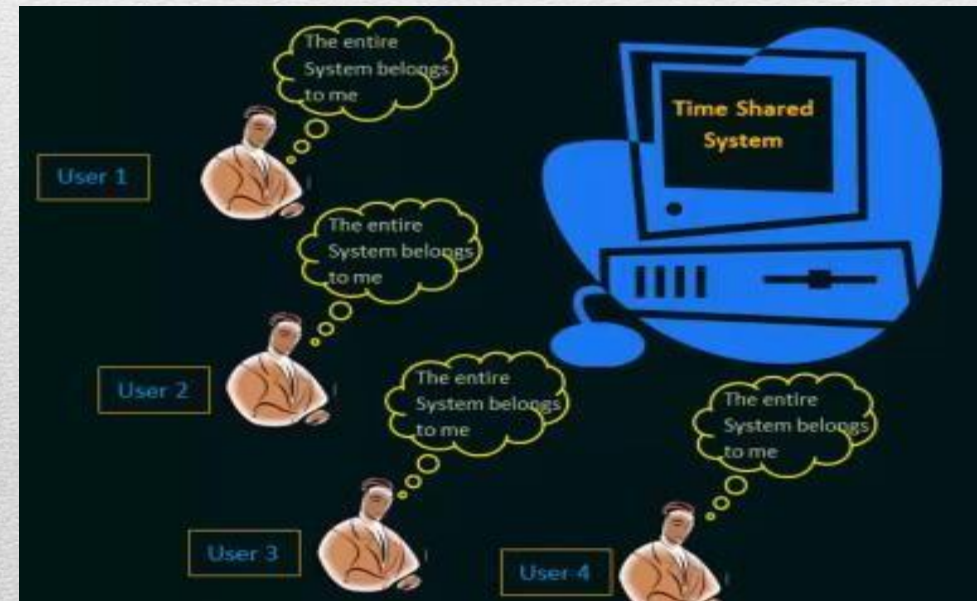 The entire
System belongs
to me
Time Shared
System
User 1
The entire
System belongs
to me
User 2
The entire
System belongs
to me
The entire
System belongs
to me
User 3
User 4